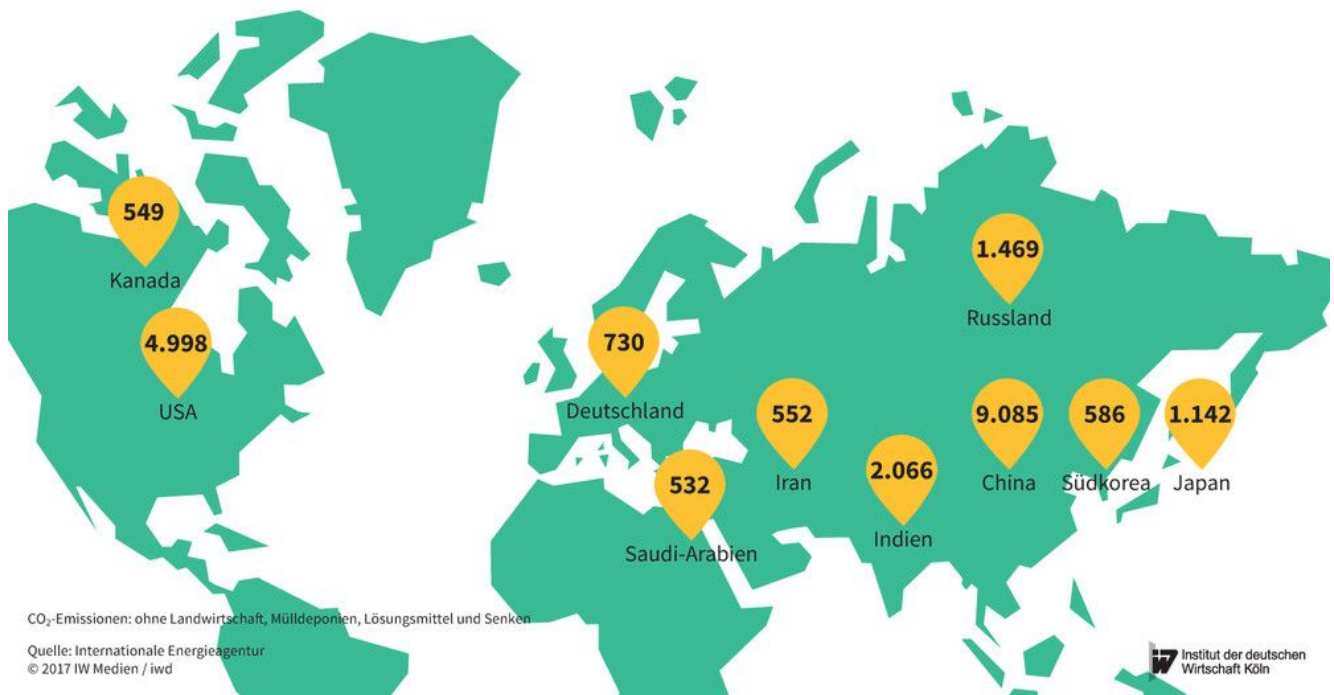 549
Kanada
4.998
USA
730
Deutschland
532
Saudi-Arabien
552
Iran
2.066
Indien
1.469
Russland
9.085
China
586
Südkorea
1.142
Japan
CO₂-Emissionen: ohne Landwirtschaft, Mülldeponien, Lösungsmittel und Senken
Quelle: Internationale Energieagentur
© 2017 IW Medien / iwd
Institut der deutschen
Wirtschaft Köln